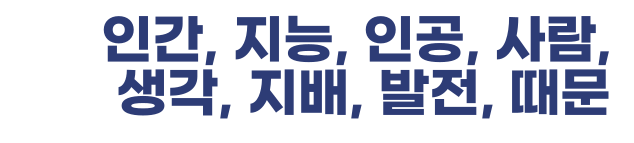 인간, 지능, 인공, 사람,
생각, 지배, 발전, 때문